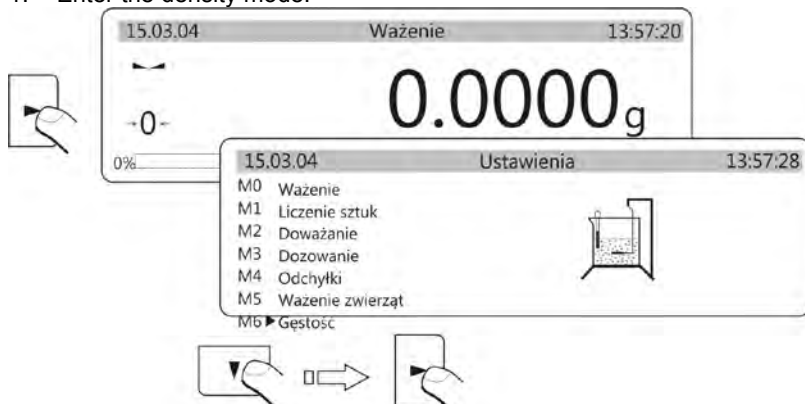 Enter the density mode.
15.03.04 Ważenie 13:57:20
0.0000g
→0←
0%
15.03.04 Ustawienia 13:57:28
M0 Ważenie
M1 Liczenie sztuk
M2 Doważanie
M3 Dozowanie
M4 Odchyłki
M5 Ważenie zwierząt
M6 ▶ Gęstość